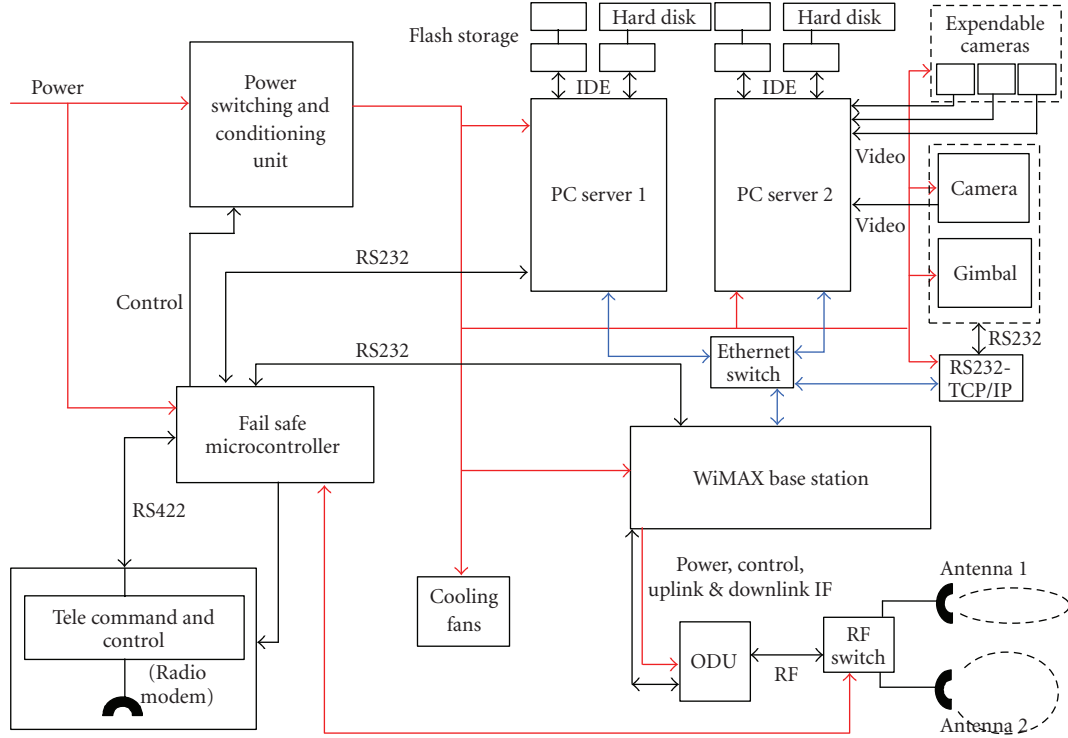 Hard disk
Hard disk
Expendable
cameras
Flash storage
IDE
IDE
Power
Power
switching and
conditioning
unit
Video
PC server 1
PC server 2
Camera
Video
RS232
Gimbal
Control
RS232
RS232
Ethernet
switch
RS232-
TCP/IP
Fail safe
microcontroller
WiMAX base station
RS422
Power, control,
uplink & downlink IF
Antenna 1
Cooling
fans
Tele command and
control
(Radio
modem)
ODU
RF
RF
switch
Antenna 2